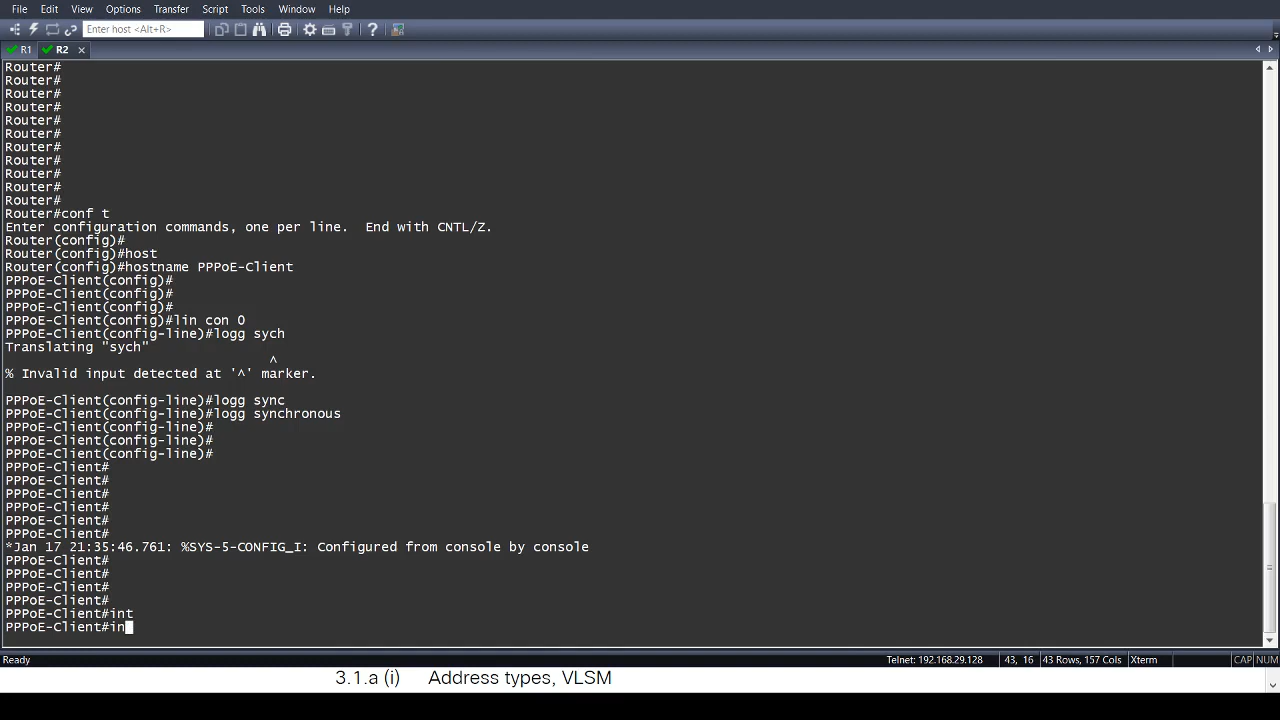 File Edit View Options Transfer Script Tools Window Help
Enter host <Alt+R>
R1 R2
Router#
Router#
Router#
Router#
Router#
Router#
Router#
Router#
Router#
Router#
Router#
Router#conf t
Enter configuration commands, one per line.  End with CNTL/Z.
Router(config)#
Router(config)#host
Router(config)#hostname PPPoE-Client
PPPoE-Client(config)#
PPPoE-Client(config)#
PPPoE-Client(config)#
PPPoE-Client(config)#lin con 0
PPPoE-Client(config-line)#logg sych
Translating "sych"
^
% Invalid input detected at '^' marker.
PPPoE-Client(config-line)#logg sync
PPPoE-Client(config-line)#logg synchronous
PPPoE-Client(config-line)#
PPPoE-Client(config-line)#
PPPoE-Client(config-line)#
PPPoE-Client#
PPPoE-Client#
PPPoE-Client#
PPPoE-Client#
PPPoE-Client#
PPPoE-Client#
*Jan 17 21:35:46.761: %SYS-5-CONFIG_I: Configured from console by console
PPPoE-Client#
PPPoE-Client#
PPPoE-Client#
PPPoE-Client#
PPPoE-Client#int
PPPoE-Client#in
Ready Telnet: 192.168.29.128 43, 16 43 Rows, 157 Cols Xterm CAP NUM
3.1.a (i) Address types, VLSM